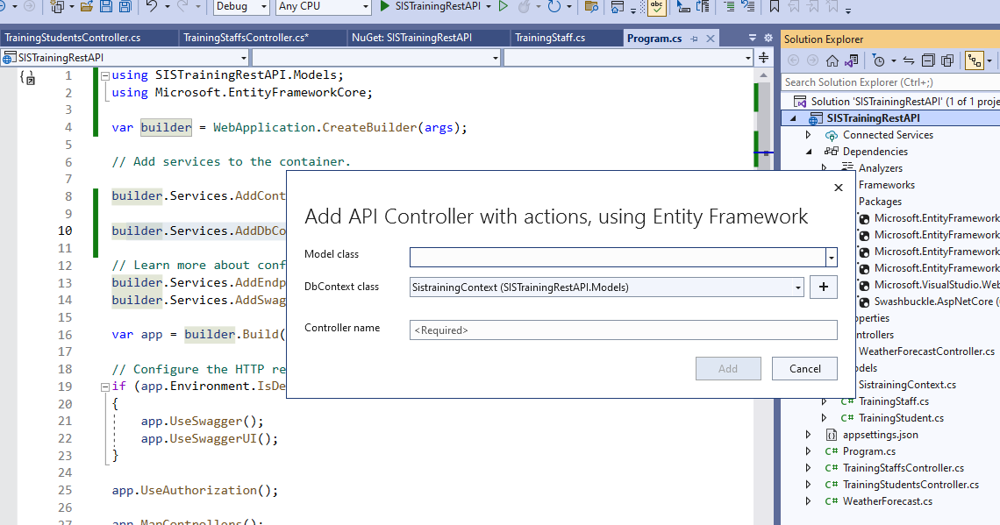 Debug
Any CPU
SISTrainingRestAPI
abc
TrainingStudentsController.cs
TrainingStaffsController.cs*
NuGet: SISTrainingRestAPI
TrainingStaff.cs
Program.cs
SISTrainingRestAPI
1 using SISTrainingRestAPI.Models;
2 using Microsoft.EntityFrameworkCore;
3
4 var builder = WebApplication.CreateBuilder(args);
5
6 // Add services to the container.
7
8 builder.Services.AddCont
9
10 builder.Services.AddDbCo
11
12 // Learn more about conf
13 builder.Services.AddEndp
14 builder.Services.AddSwag
15
16 var app = builder.Build(
17
18 // Configure the HTTP re
19 if (app.Environment.IsDe
20 {
21 app.UseSwagger();
22 app.UseSwaggerUI();
23 }
24
25 app.UseAuthorization();
26
27 app.MapControllers();
Add API Controller with actions, using Entity Framework
Model class
DbContext class
SistrainingContext (SISTrainingRestAPI.Models)
Controller name
<Required>
Add
Cancel
Solution Explorer
Search Solution Explorer (Ctrl+;)
Solution 'SISTrainingRestAPI' (1 of 1 proje
SISTrainingRestAPI
Connected Services
Dependencies
Analyzers
Frameworks
Packages
Microsoft.EntityFramework
Microsoft.EntityFramework
Microsoft.EntityFramework
Microsoft.EntityFramework
Microsoft.VisualStudio.Web
Swashbuckle.AspNetCore (
operties
ntrollers
WeatherForecastController.cs
odels
SistrainingContext.cs
C# TrainingStaff.cs
C# TrainingStudent.cs
appsettings.json
C# Program.cs
C# TrainingStaffsController.cs
C# TrainingStudentsController.cs
C# WeatherForecast.cs